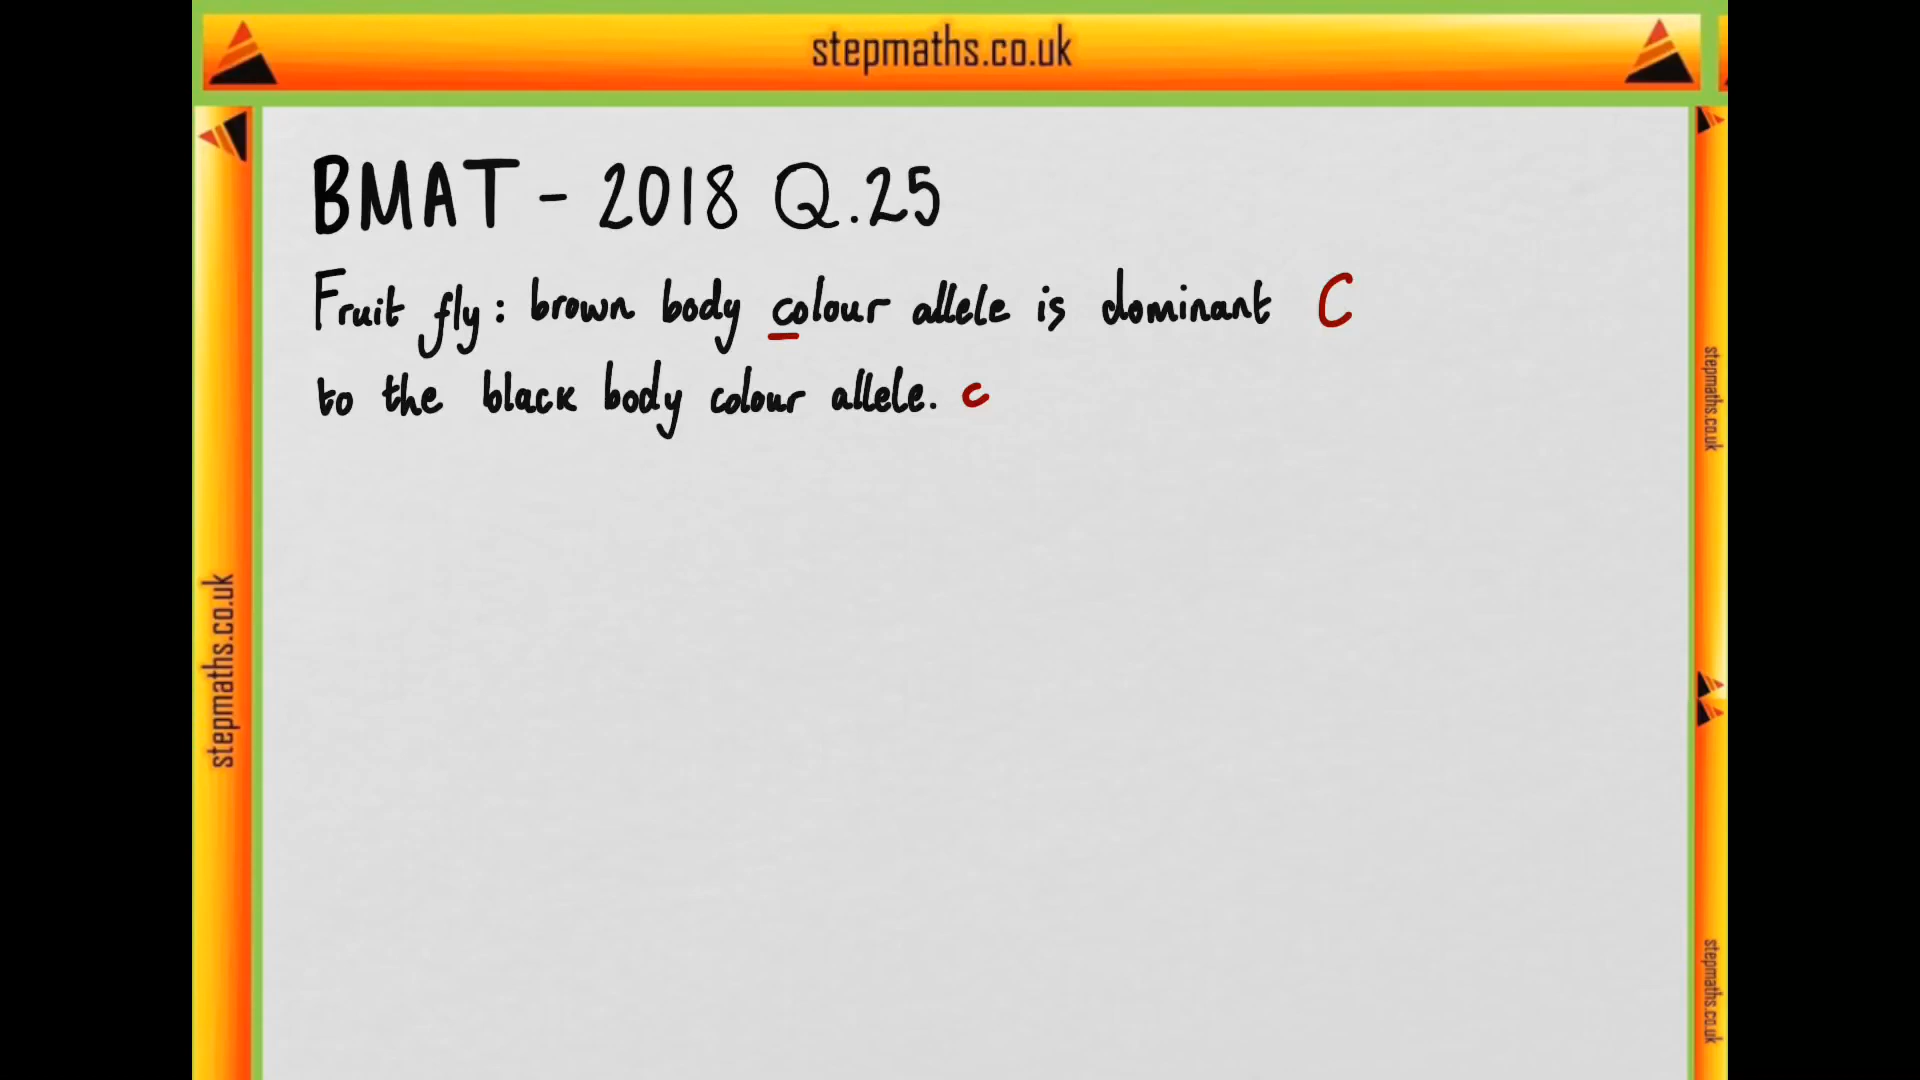 stepmaths.co.uk
BMAT - 2018 Q.25
Fruit fly: brown body colour allele is dominant C
to the black body colour allele. c
stepmaths.co.uk
stepmaths.co.uk
stepmaths.co.uk